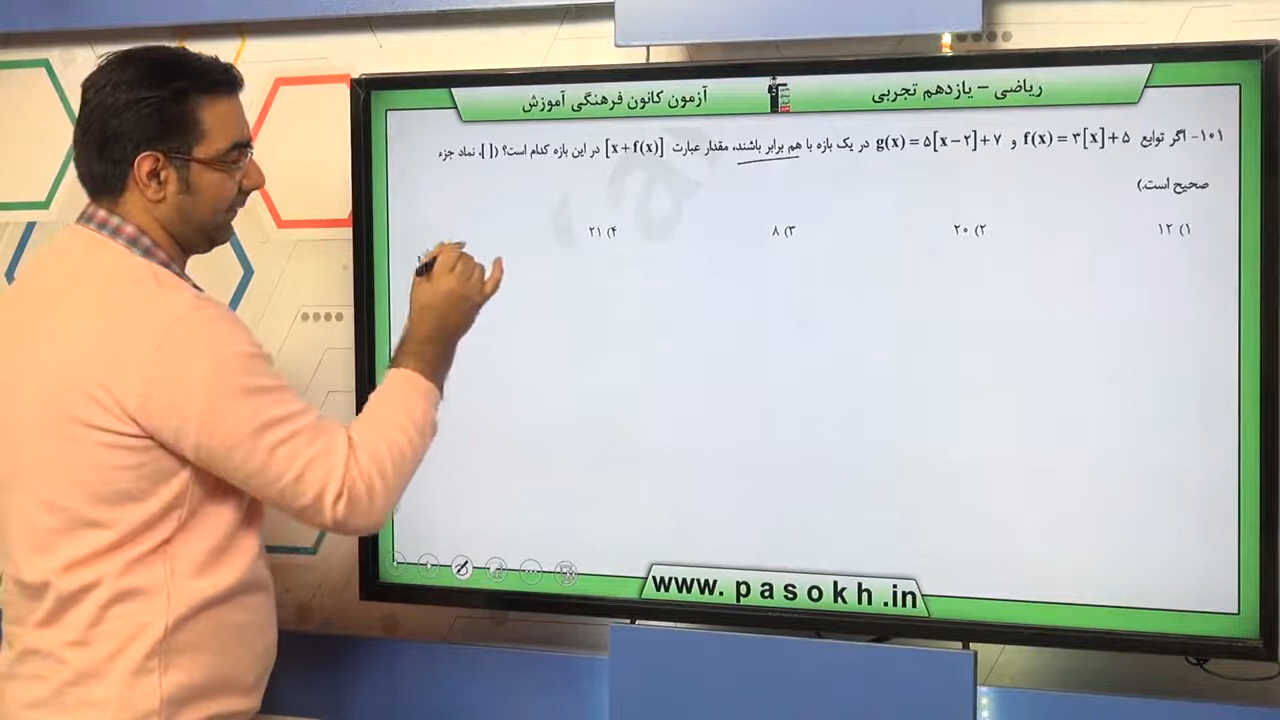 ریاضی – یازدهم تجربی
آزمون کانون فرهنگی آموزش
۱۰۱- اگر توابع f(x) = ۳[x]+۵ و g(x) = ۵[x−۲]+۷ در یک بازه با هم برابر باشند، مقدار عبارت [x+f(x)] در این بازه کدام است؟ ([ ]، نماد جزء
صحیح است.)
۱) ۱۲ ۲) ۲۰ ۳) ۸ ۴) ۲۱
www.pasokh.in